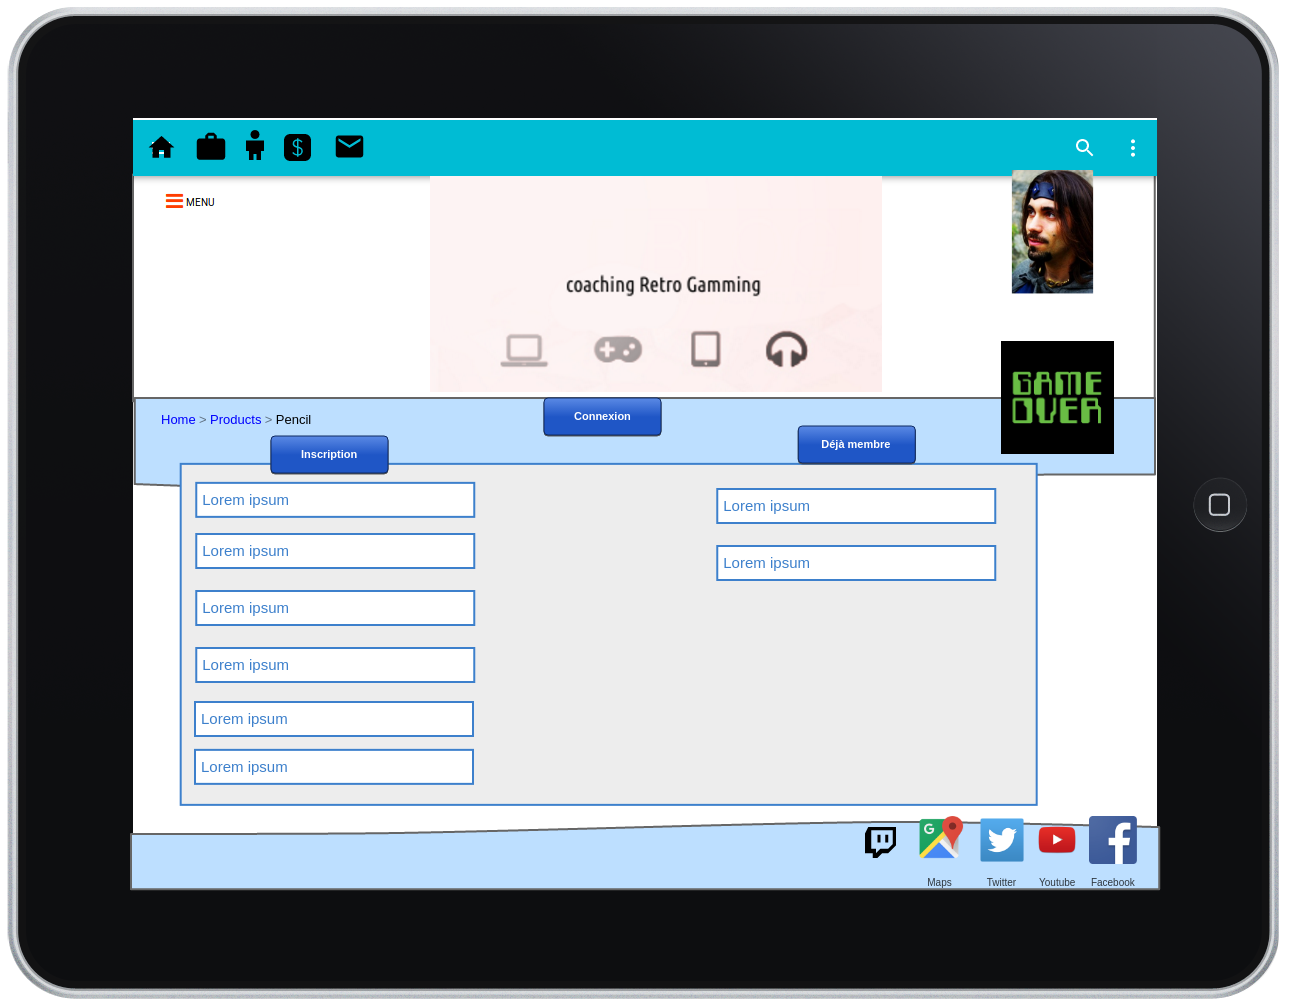 MENU
coaching Retro Gamming
GAME
OVER
Home > Products > Pencil
Connexion
Inscription
Déjà membre
Lorem ipsum
Lorem ipsum
Lorem ipsum
Lorem ipsum
Lorem ipsum
Lorem ipsum
Lorem ipsum
Lorem ipsum
G
Maps
Twitter
Youtube
Facebook